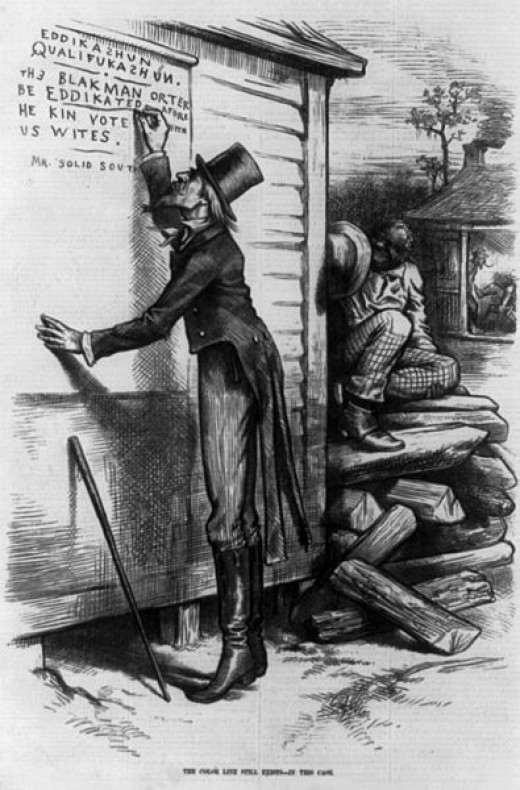 EDDIKASHUN
QUALIFUKASHUN.
THE BLAKMAN ORTER
BE EDDIKATED AFORE
HE KIN VOTE WITH
US WITES.
MR. SOLID SOUTH
THE COLOR LINE STILL EXISTS—IN THIS CASE.